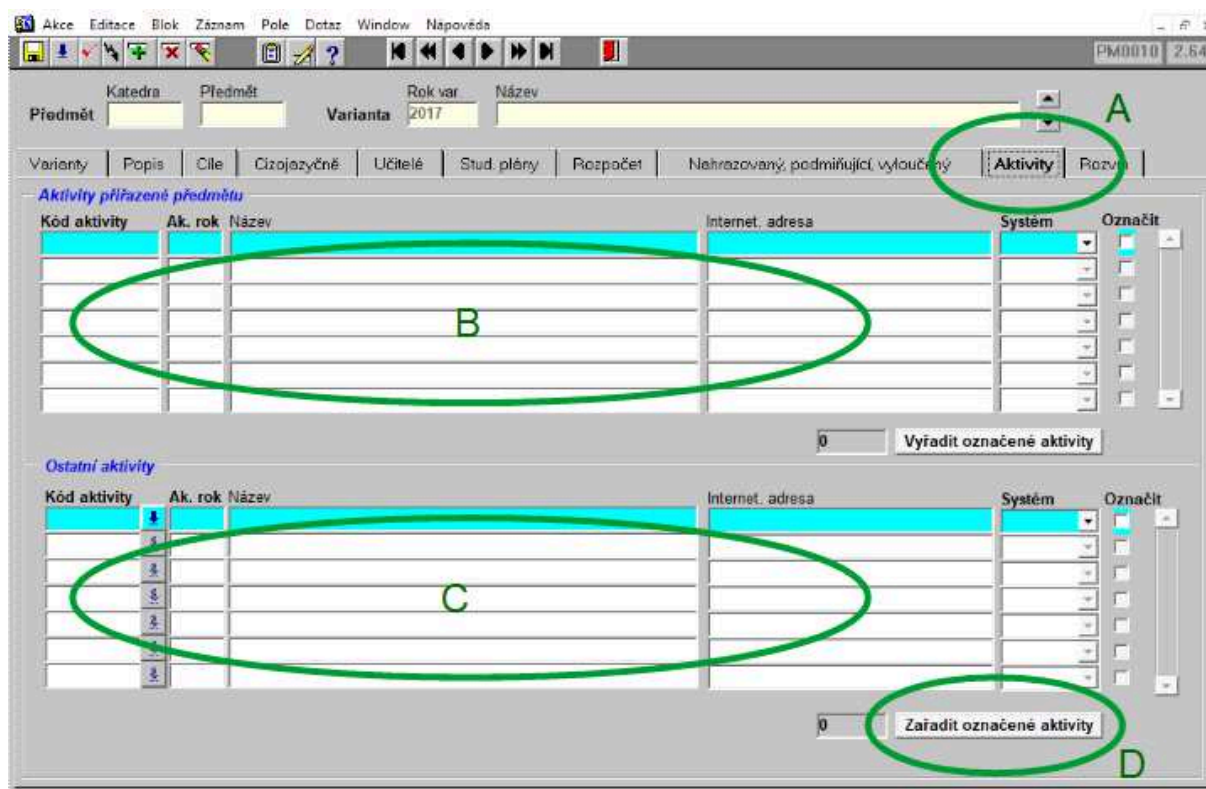 Akce Editace Blok Záznam Pole Dotaz Window Nápověda
PM0010 2.64
Katedra Předmět Rok var Název
Předmět Varianta 2017
A
Varianty Popis Cíle Cizojazyčně Učitelé Stud. plány Rozpočet Nahrazovaný, podmiňující, vyloučený Aktivity Rozvrh
Aktivity přiřazené předmětu
Kód aktivity Ak. rok Název Internet. adresa Systém Označit
B
0 Vyřadit označené aktivity
Ostatní aktivity
Kód aktivity Ak. rok Název Internet. adresa Systém Označit
C
0 Zařadit označené aktivity
D